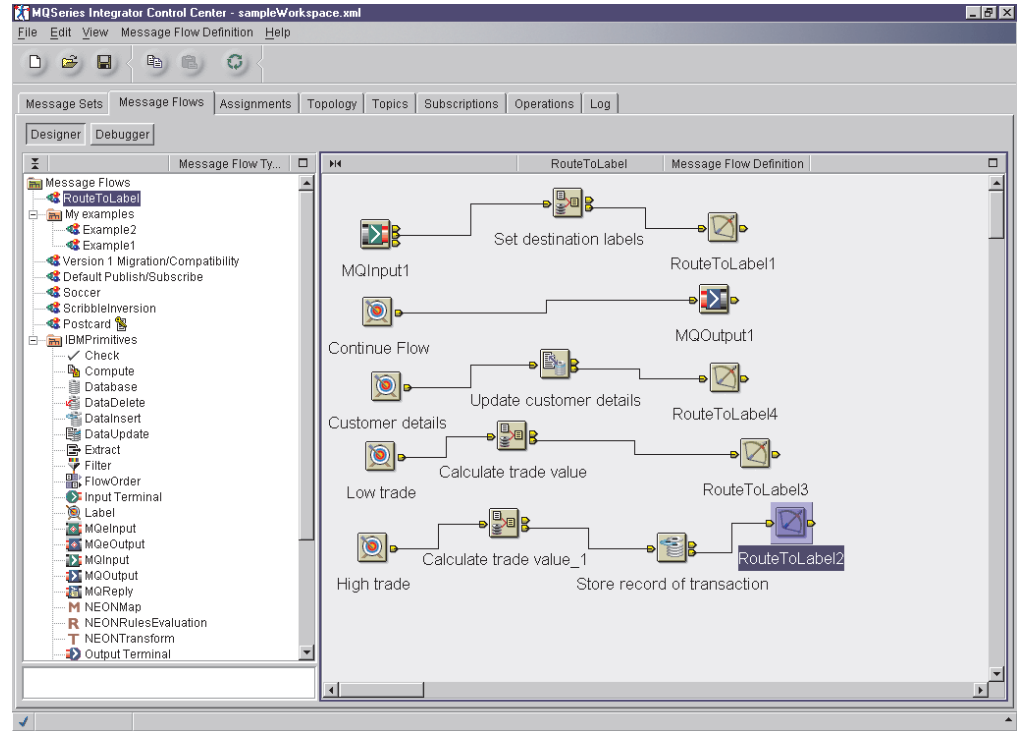 MQSeries Integrator Control Center - sampleWorkspace.xml
File Edit View Message Flow Definition Help
Message Sets Message Flows Assignments Topology Topics Subscriptions Operations Log
Designer Debugger
Message Flow Ty...
Message Flows
RouteToLabel
My examples
Example2
Example1
Version 1 Migration/Compatibility
Default Publish/Subscribe
Soccer
ScribbleInversion
Postcard
IBMPrimitives
Check
Compute
Database
DataDelete
DataInsert
DataUpdate
Extract
Filter
FlowOrder
Input Terminal
Label
MQeInput
MQeOutput
MQInput
MQOutput
MQReply
NEONMap
NEONRulesEvaluation
NEONTransform
Output Terminal
RouteToLabel Message Flow Definition
Set destination labels
MQInput1
RouteToLabel1
Continue Flow
MQOutput1
Update customer details
Customer details
RouteToLabel4
Calculate trade value
Low trade
RouteToLabel3
Calculate trade value_1
RouteToLabel2
High trade
Store record of transaction